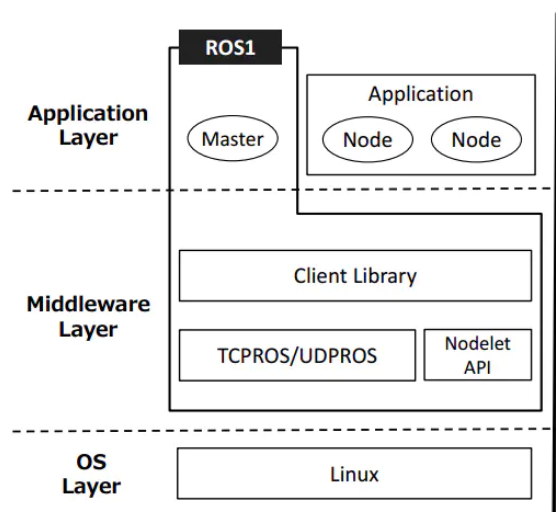 ROS1
Application
Layer
Master
Application
Node
Node
Middleware
Layer
Client Library
TCPROS/UDPROS
Nodelet
API
OS
Layer
Linux